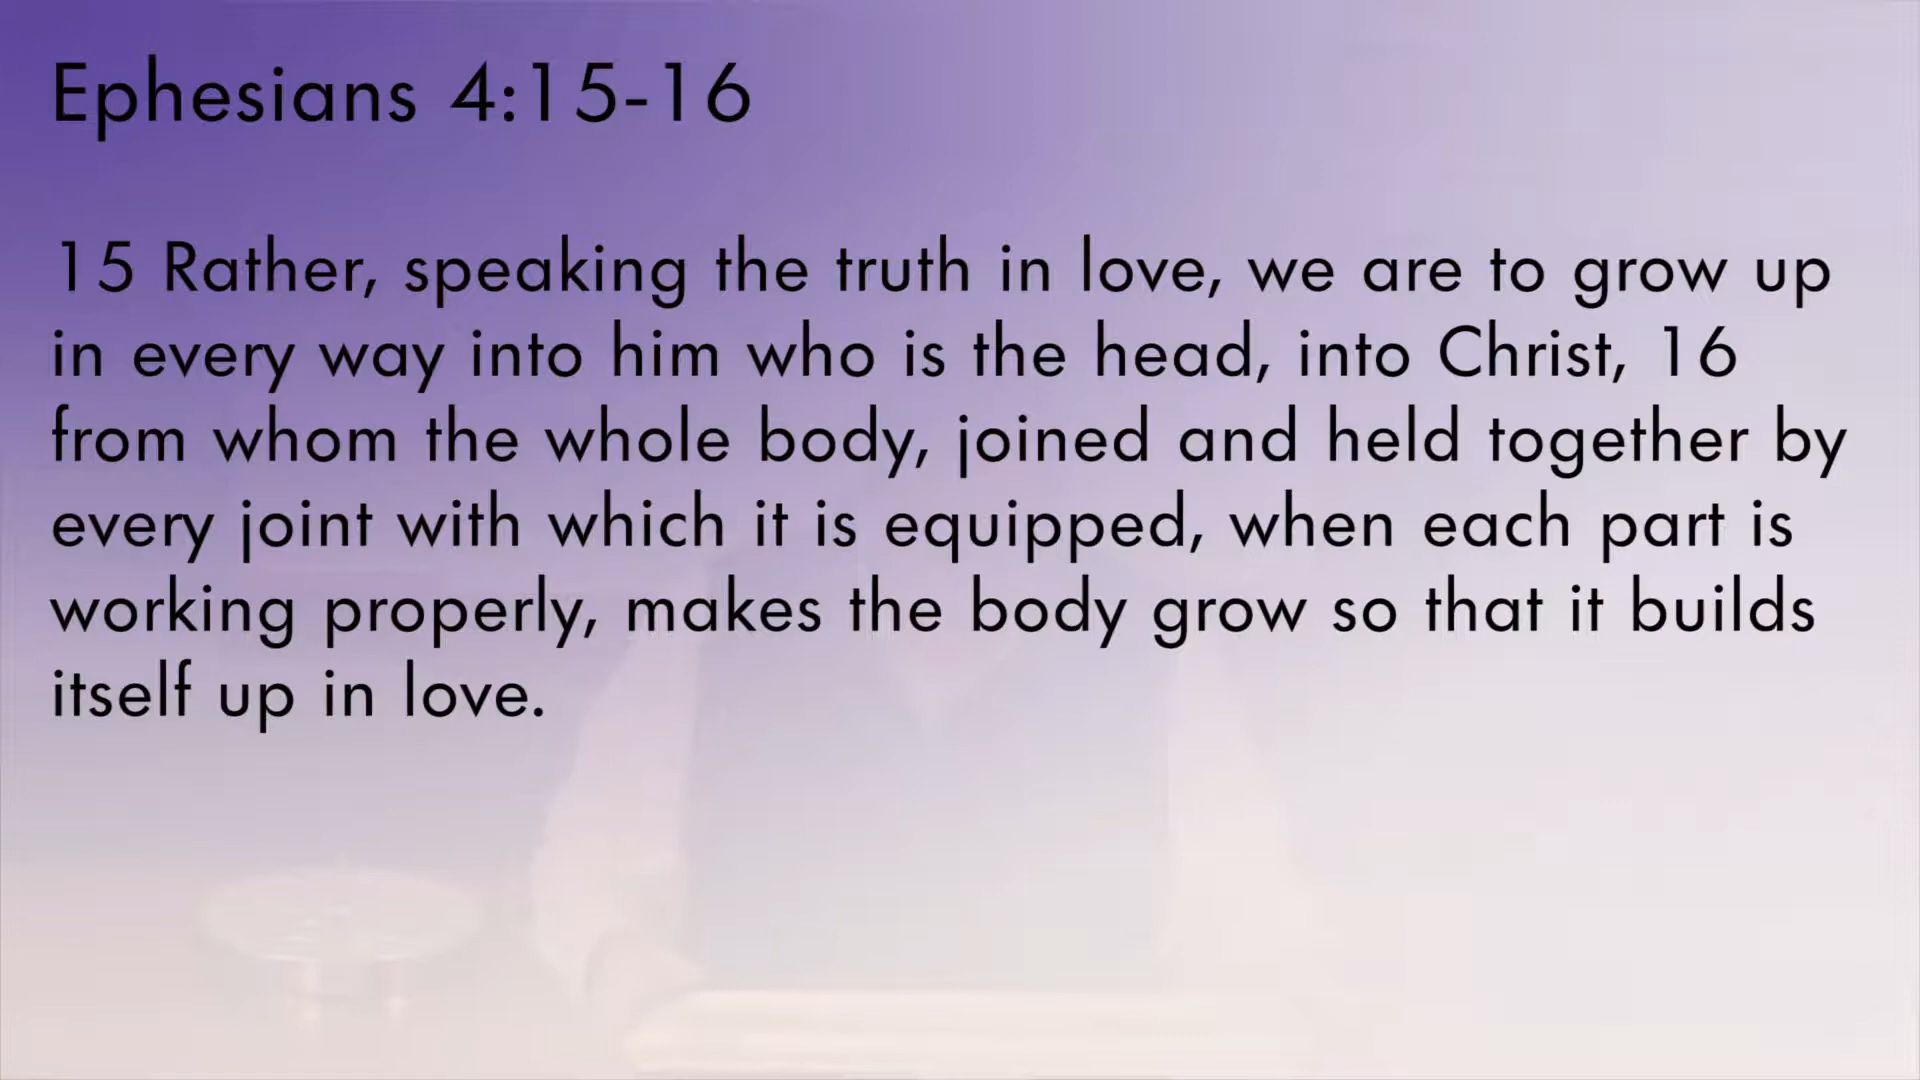 Ephesians 4:15-16
15 Rather, speaking the truth in love, we are to grow up
in every way into him who is the head, into Christ, 16
from whom the whole body, joined and held together by
every joint with which it is equipped, when each part is
working properly, makes the body grow so that it builds
itself up in love.